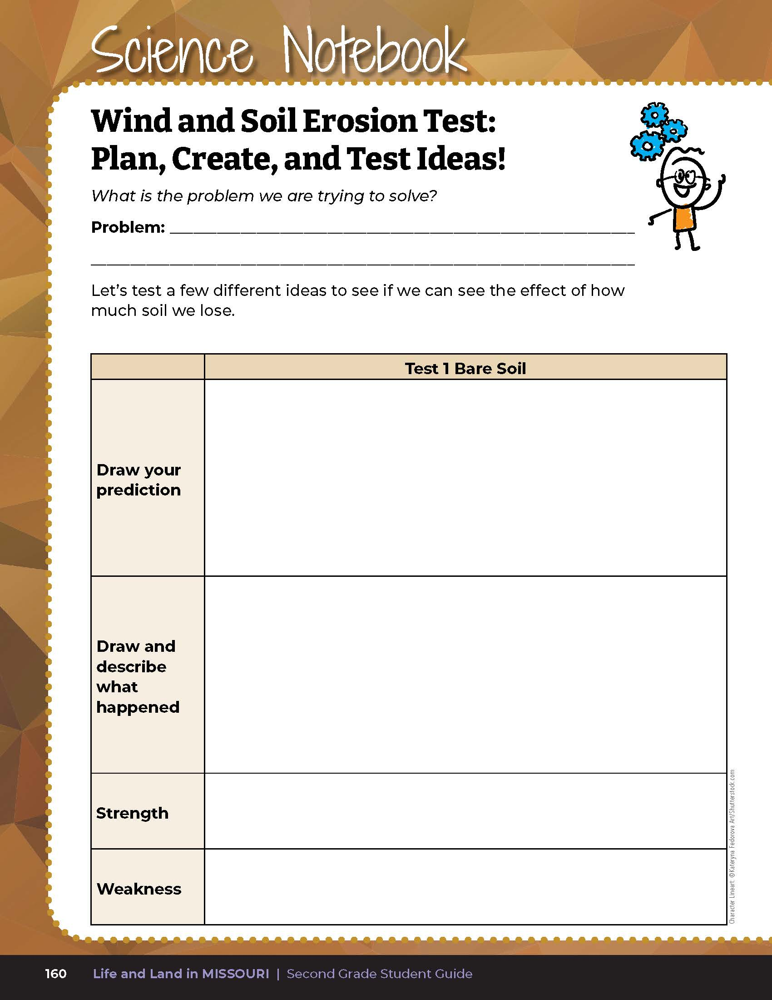 Science Notebook
Wind and Soil Erosion Test:
Plan, Create, and Test Ideas!
What is the problem we are trying to solve?
Problem: ___________________________________________________________
_____________________________________________________________________
Let’s test a few different ideas to see if we can see the effect of how
much soil we lose.
Test 1 Bare Soil
Draw your
prediction
Draw and
describe
what
happened
Strength
Weakness
Character Lineart: ©Kateryna Fedorova Art/Shutterstock.com
160 Life and Land in MISSOURI | Second Grade Student Guide